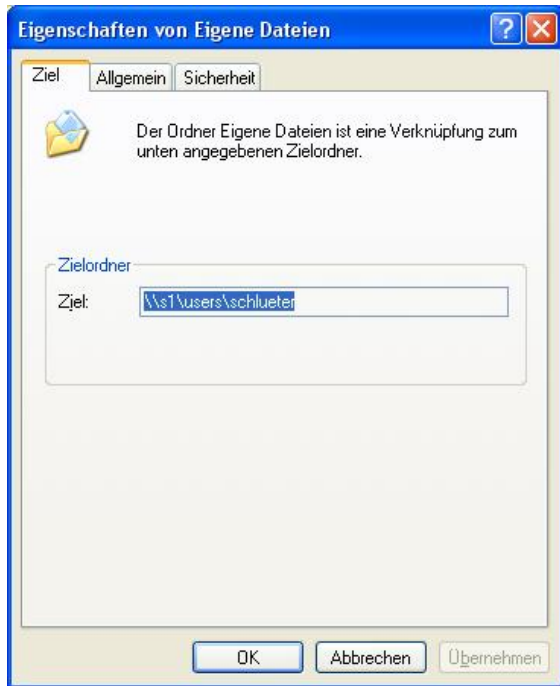 Eigenschaften von Eigene Dateien
Ziel Allgemein Sicherheit
Der Ordner Eigene Dateien ist eine Verknüpfung zum
unten angegebenen Zielordner.
Zielordner
Ziel: \\s1\users\schlueter
OK Abbrechen Übernehmen